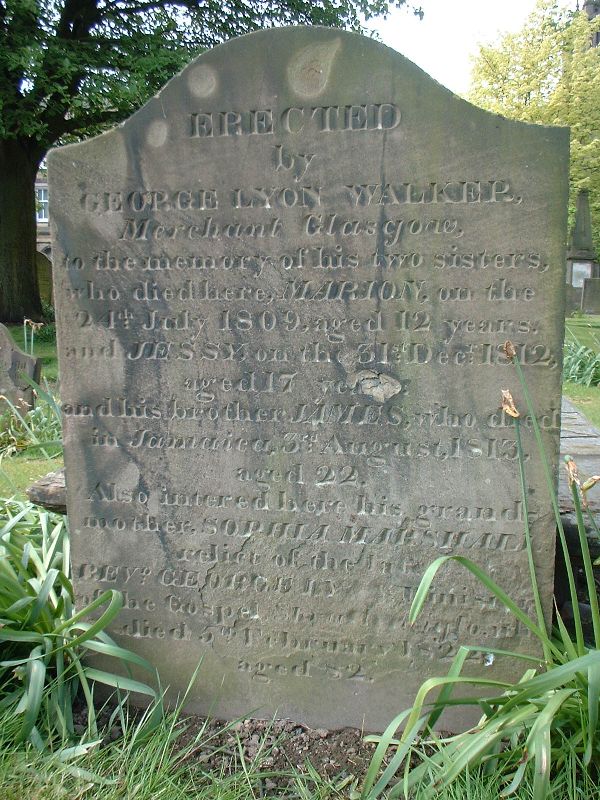 ERECTED
by
GEORGE LYON WALKER,
Merchant Glasgow,
to the memory of his two sisters,
who died here, MARION, on the
24th July 1809, aged 12 years.
and JESSY, on the 31st Decr. 1812,
aged 17
and his brother JAMES, who died
in Jamaica, 3rd August, 1813,
aged 22.
Also intered here his grand
mother, SOPHIA MARSHALL
relict of the late
REVd. GEORGE
of the Gospel
died 5th February
aged 82.